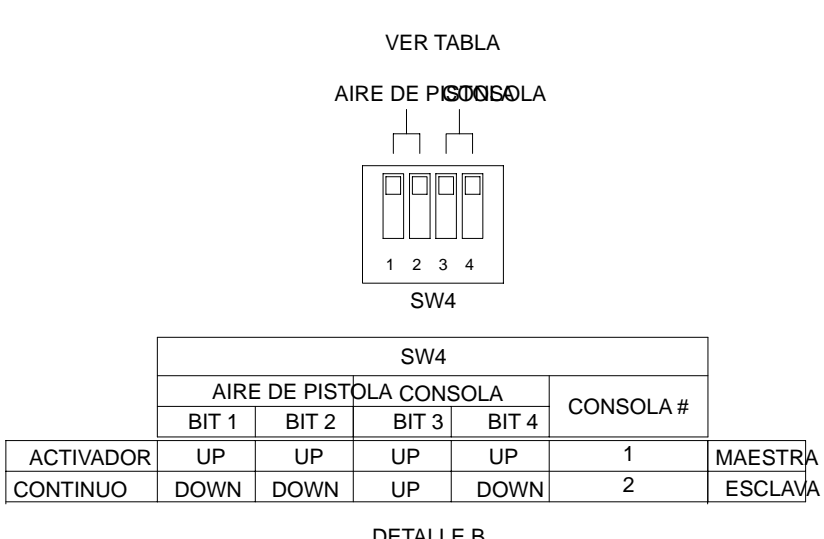 VER TABLA
AIRE DE PISTOLA CONSOLA
1 2 3 4
SW4
SW4
AIRE DE PISTOLA CONSOLA CONSOLA #
BIT 1 BIT 2 BIT 3 BIT 4
ACTIVADOR UP UP UP UP 1 MAESTRA
CONTINUO DOWN DOWN UP DOWN 2 ESCLAVA
DETALLE B